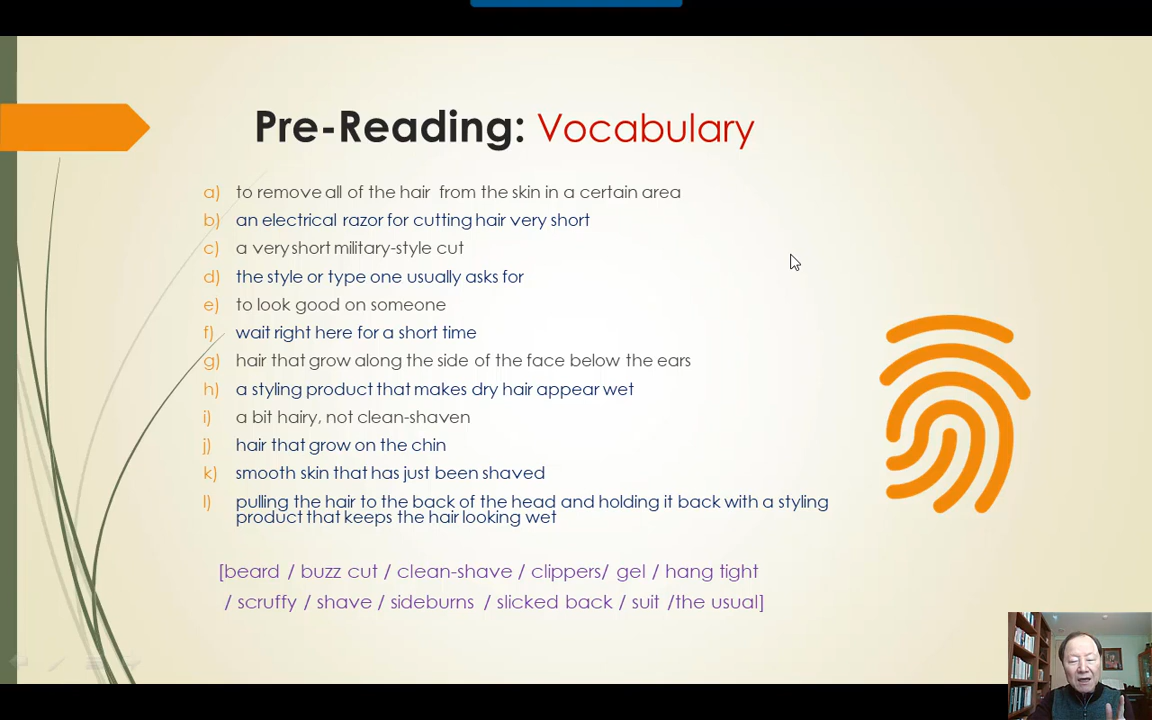 Pre-Reading: Vocabulary
a) to remove all of the hair from the skin in a certain area
b) an electrical razor for cutting hair very short
c) a very short military-style cut
d) the style or type one usually asks for
e) to look good on someone
f) wait right here for a short time
g) hair that grow along the side of the face below the ears
h) a styling product that makes dry hair appear wet
i) a bit hairy, not clean-shaven
j) hair that grow on the chin
k) smooth skin that has just been shaved
l) pulling the hair to the back of the head and holding it back with a styling
product that keeps the hair looking wet
[beard / buzz cut / clean-shave / clippers/ gel / hang tight
/ scruffy / shave / sideburns / slicked back / suit /the usual]